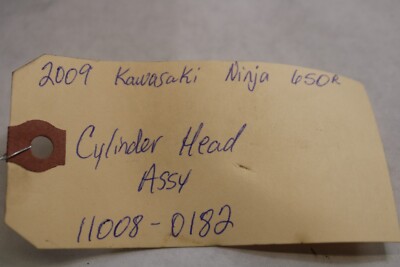 2009 Kawasaki Ninja 650R
Cylinder Head
Assy
11008-0182